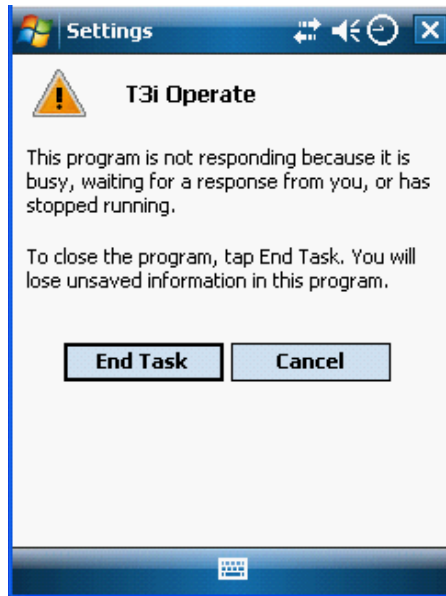 Settings
T3i Operate
This program is not responding because it is
busy, waiting for a response from you, or has
stopped running.
To close the program, tap End Task. You will
lose unsaved information in this program.
End Task Cancel